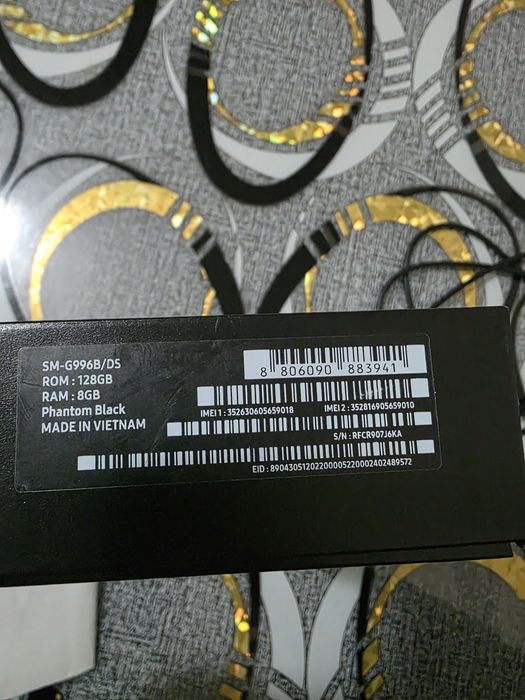 SM-G996B/DS
ROM : 128GB
RAM : 8GB
Phantom Black
MADE IN VIETNAM
8 806090 883941
IMEI 1 : 352630605659018 IMEI 2 : 352816905659010
S/N : RFCR907J6KA
EID : 89043051202200005220002402489572